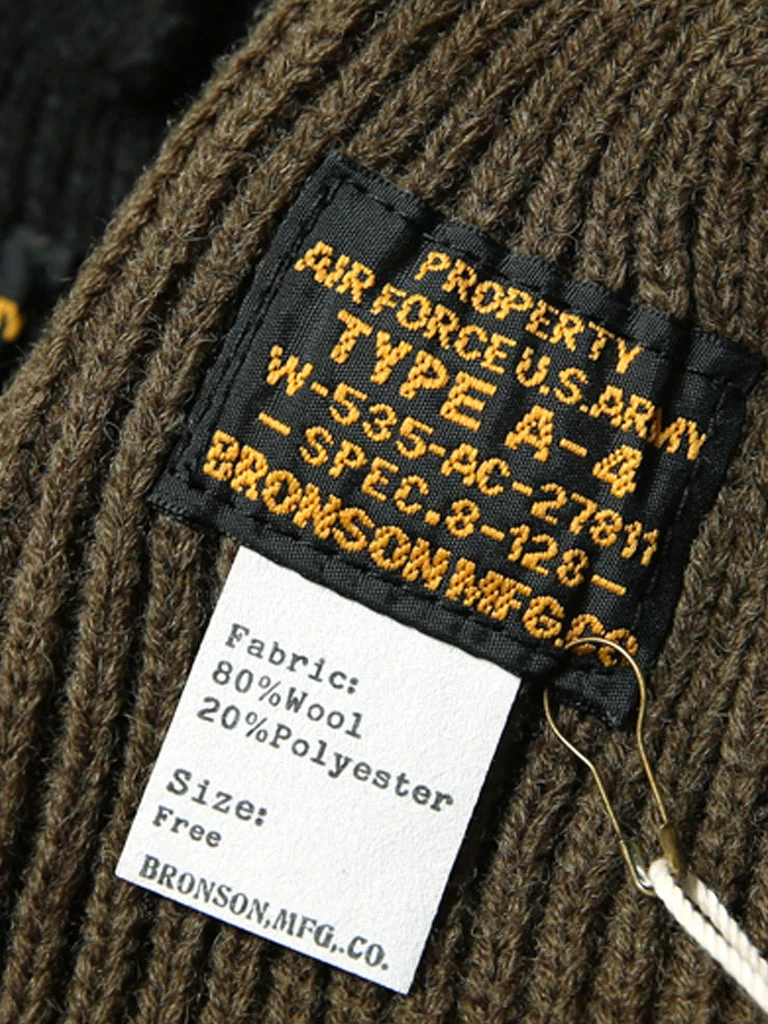 PROPERTY
AIR FORCE U.S. ARMY
TYPE A-4
W-535-AC-27811
- SPEC.8-128-
BRONSON MFG.CO
Fabric:
80%Wool
20%Polyester
Size:
Free
BRONSON,MFG,.CO.